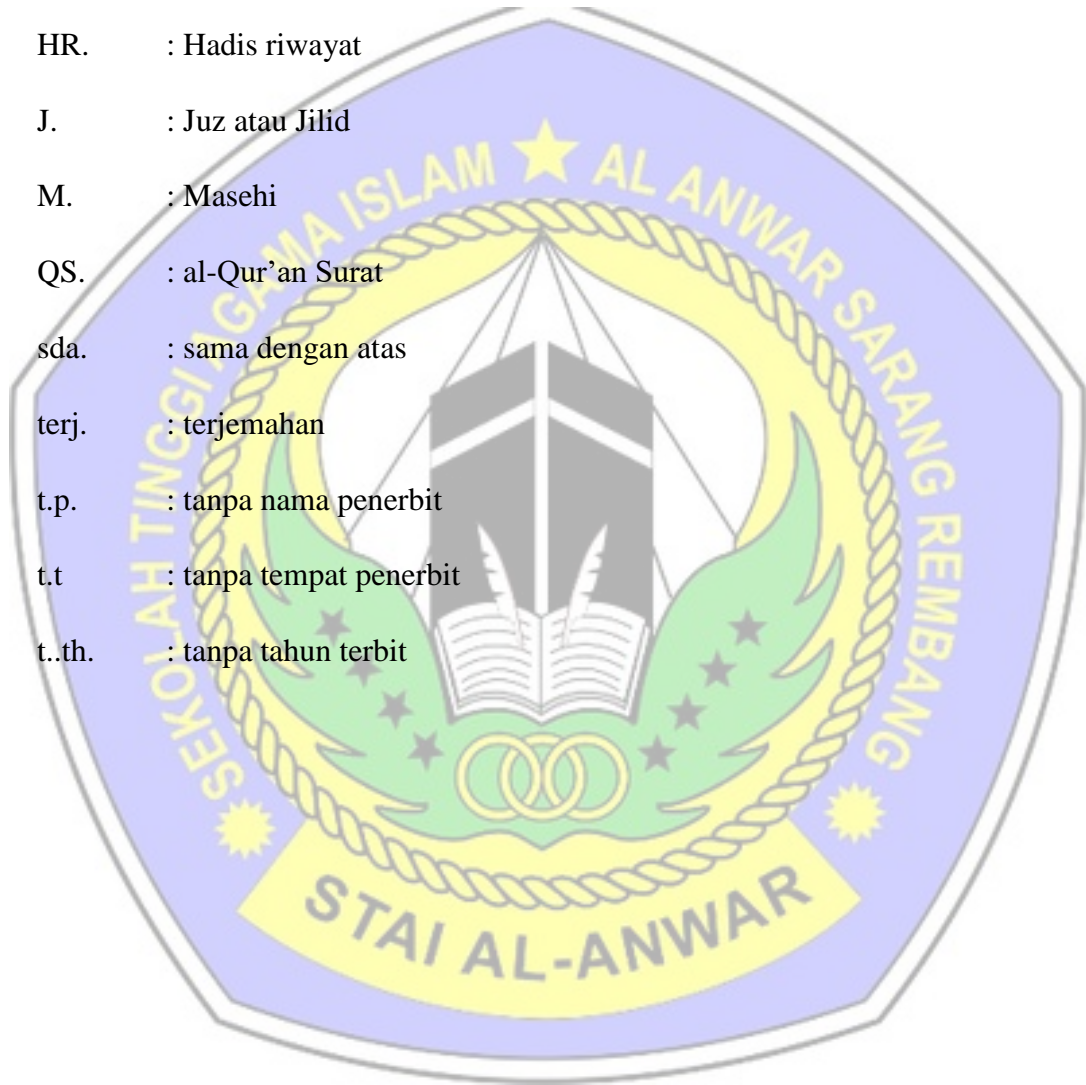 HR. : Hadis riwayat
J. : Juz atau Jilid
M. : Masehi
QS. : al-Qur’an Surat
sda. : sama dengan atas
terj. : terjemahan
t.p. : tanpa nama penerbit
t.t : tanpa tempat penerbit
t..th. : tanpa tahun terbit
SEKOLAH TINGGI AGAMA ISLAM AL ANWAR SARANG REMBANG
STAI AL-ANWAR